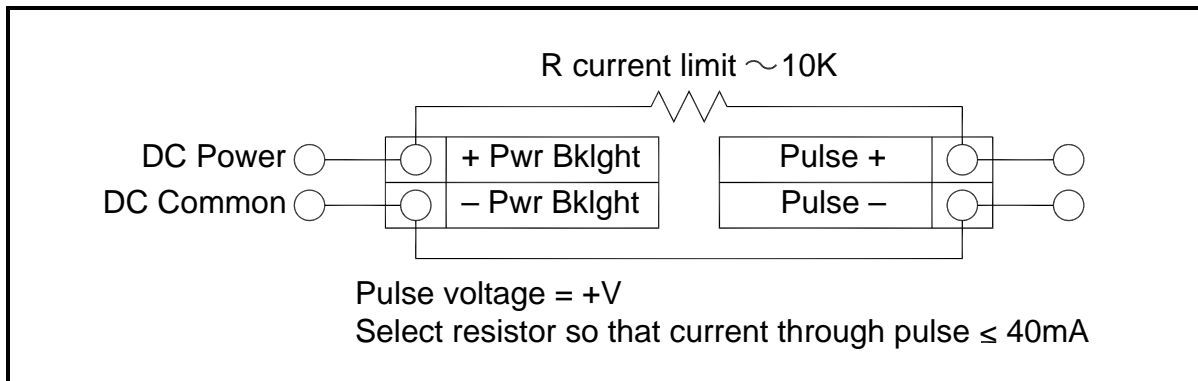 R current limit ～10K
DC Power
+ Pwr Bklght
Pulse +
DC Common
– Pwr Bklght
Pulse –
Pulse voltage = +V
Select resistor so that current through pulse ≤ 40mA